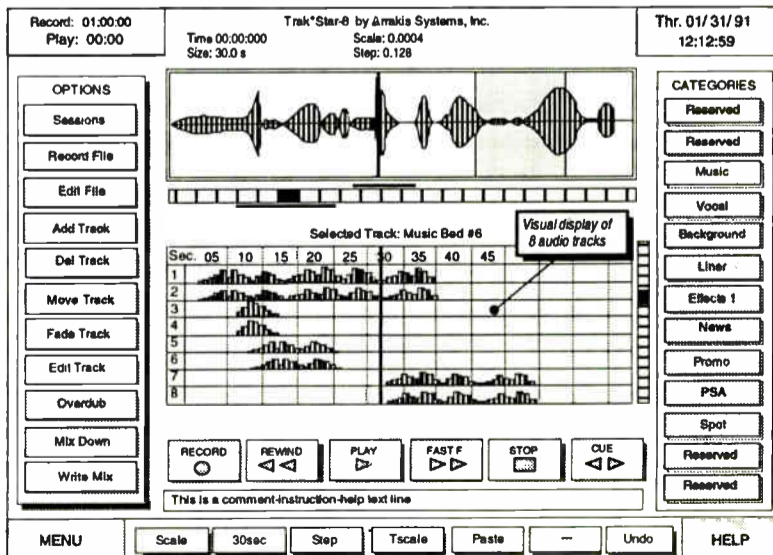 Record: 01:00:00
Play: 00:00
Trak*Star-8 by Arrakis Systems, Inc.
Time 00:00:000
Scale: 0.0004
Size: 30.0 s
Step: 0.128
Thr. 01/31/91
12:12:59
OPTIONS
Sessions
Record File
Edit File
Add Track
Del Track
Move Track
Fade Track
Edit Track
Overdub
Mix Down
Write Mix
Selected Track: Music Bed #6
Visual display of
8 audio tracks
Sec. 05 10 15 20 25 30 35 40 45
1
2
3
4
5
6
7
8
RECORD
REWIND
PLAY
FAST F
STOP
CUE
This is a comment-instruction-help text line
CATEGORIES
Reserved
Reserved
Music
Vocal
Background
Liner
Effects 1
News
Promo
PSA
Spot
Reserved
Reserved
MENU
Scale
30sec
Step
Tscale
Paste
—
Undo
HELP